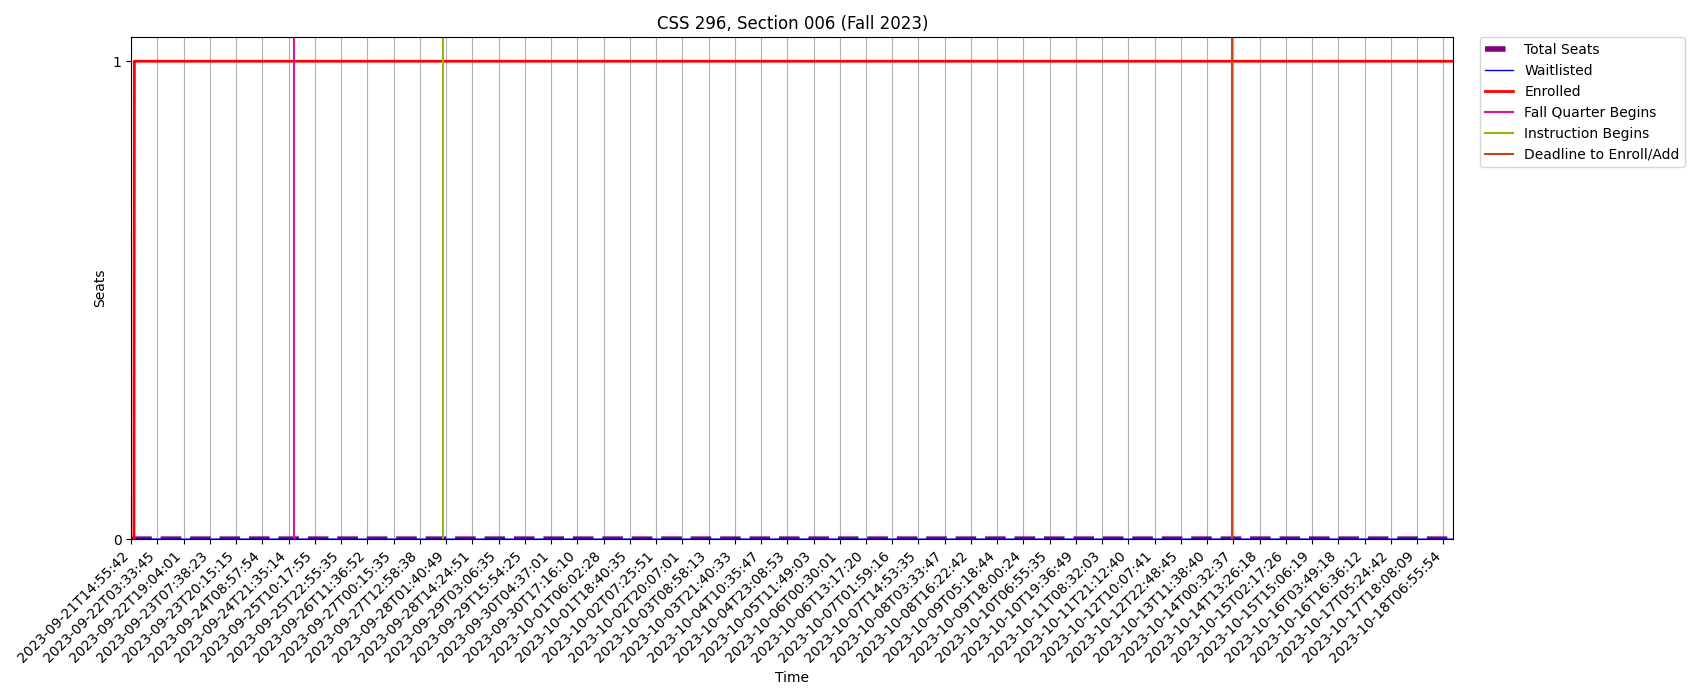 CSS 296, Section 006 (Fall 2023)
Total Seats
Waitlisted
Enrolled
Fall Quarter Begins
Instruction Begins
Deadline to Enroll/Add
Seats
1
0
2023-09-21T14:55:42
2023-09-22T03:33:45
2023-09-22T19:04:01
2023-09-23T07:38:23
2023-09-23T20:15:15
2023-09-24T08:57:54
2023-09-24T21:35:14
2023-09-25T10:17:55
2023-09-25T22:55:35
2023-09-26T11:36:52
2023-09-27T00:15:35
2023-09-27T12:58:38
2023-09-28T01:40:49
2023-09-28T14:24:51
2023-09-29T03:06:35
2023-09-29T15:54:25
2023-09-30T04:37:01
2023-09-30T17:16:10
2023-10-01T06:02:28
2023-10-01T18:40:35
2023-10-02T07:25:51
2023-10-02T20:07:01
2023-10-03T08:58:13
2023-10-03T21:40:33
2023-10-04T10:35:47
2023-10-04T23:08:53
2023-10-05T11:49:03
2023-10-06T00:30:01
2023-10-06T13:17:20
2023-10-07T01:59:16
2023-10-07T14:53:35
2023-10-08T03:33:47
2023-10-08T16:22:42
2023-10-09T05:18:44
2023-10-09T18:00:24
2023-10-10T06:55:35
2023-10-10T19:36:49
2023-10-11T08:32:03
2023-10-11T21:12:40
2023-10-12T10:07:41
2023-10-12T22:48:45
2023-10-13T11:38:40
2023-10-14T00:32:37
2023-10-14T13:26:18
2023-10-15T02:17:26
2023-10-15T15:06:19
2023-10-16T03:49:18
2023-10-16T16:36:12
2023-10-17T05:24:42
2023-10-17T18:08:09
2023-10-18T06:55:54
Time